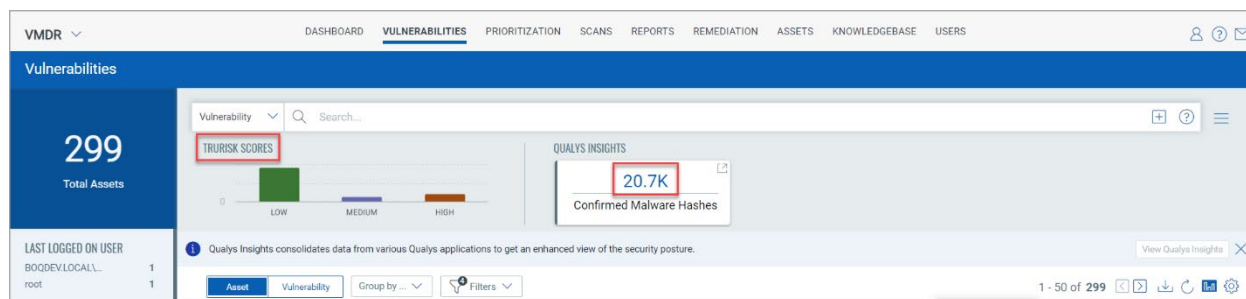 VMDR
DASHBOARD VULNERABILITIES PRIORITIZATION SCANS REPORTS REMEDIATION ASSETS KNOWLEDGEBASE USERS
Vulnerabilities
299
Total Assets
Vulnerability Search...
TRURISK SCORES
0
LOW MEDIUM HIGH
QUALYS INSIGHTS
20.7K
Confirmed Malware Hashes
LAST LOGGED ON USER
BOQDEV.LOCAL\... 1
root 1
Qualys Insights consolidates data from various Qualys applications to get an enhanced view of the security posture.
View Qualys Insights
Asset Vulnerability Group by ... 4 Filters
1 - 50 of 299